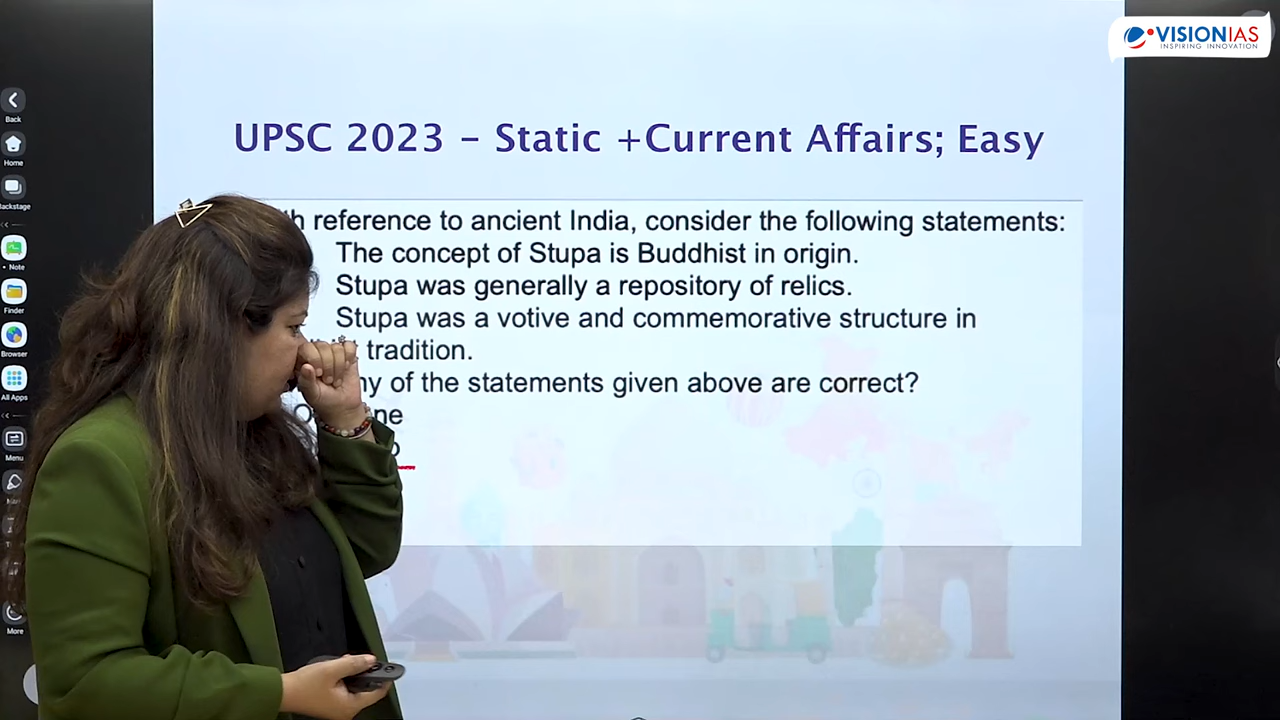 VISIONIAS
INSPIRING INNOVATION
UPSC 2023 – Static +Current Affairs; Easy
reference to ancient India, consider the following statements:
The concept of Stupa is Buddhist in origin.
Stupa was generally a repository of relics.
Stupa was a votive and commemorative structure in
tradition.
of the statements given above are correct?
Back
Home
Backstage
Note
Finder
Browser
All Apps
Menu
More